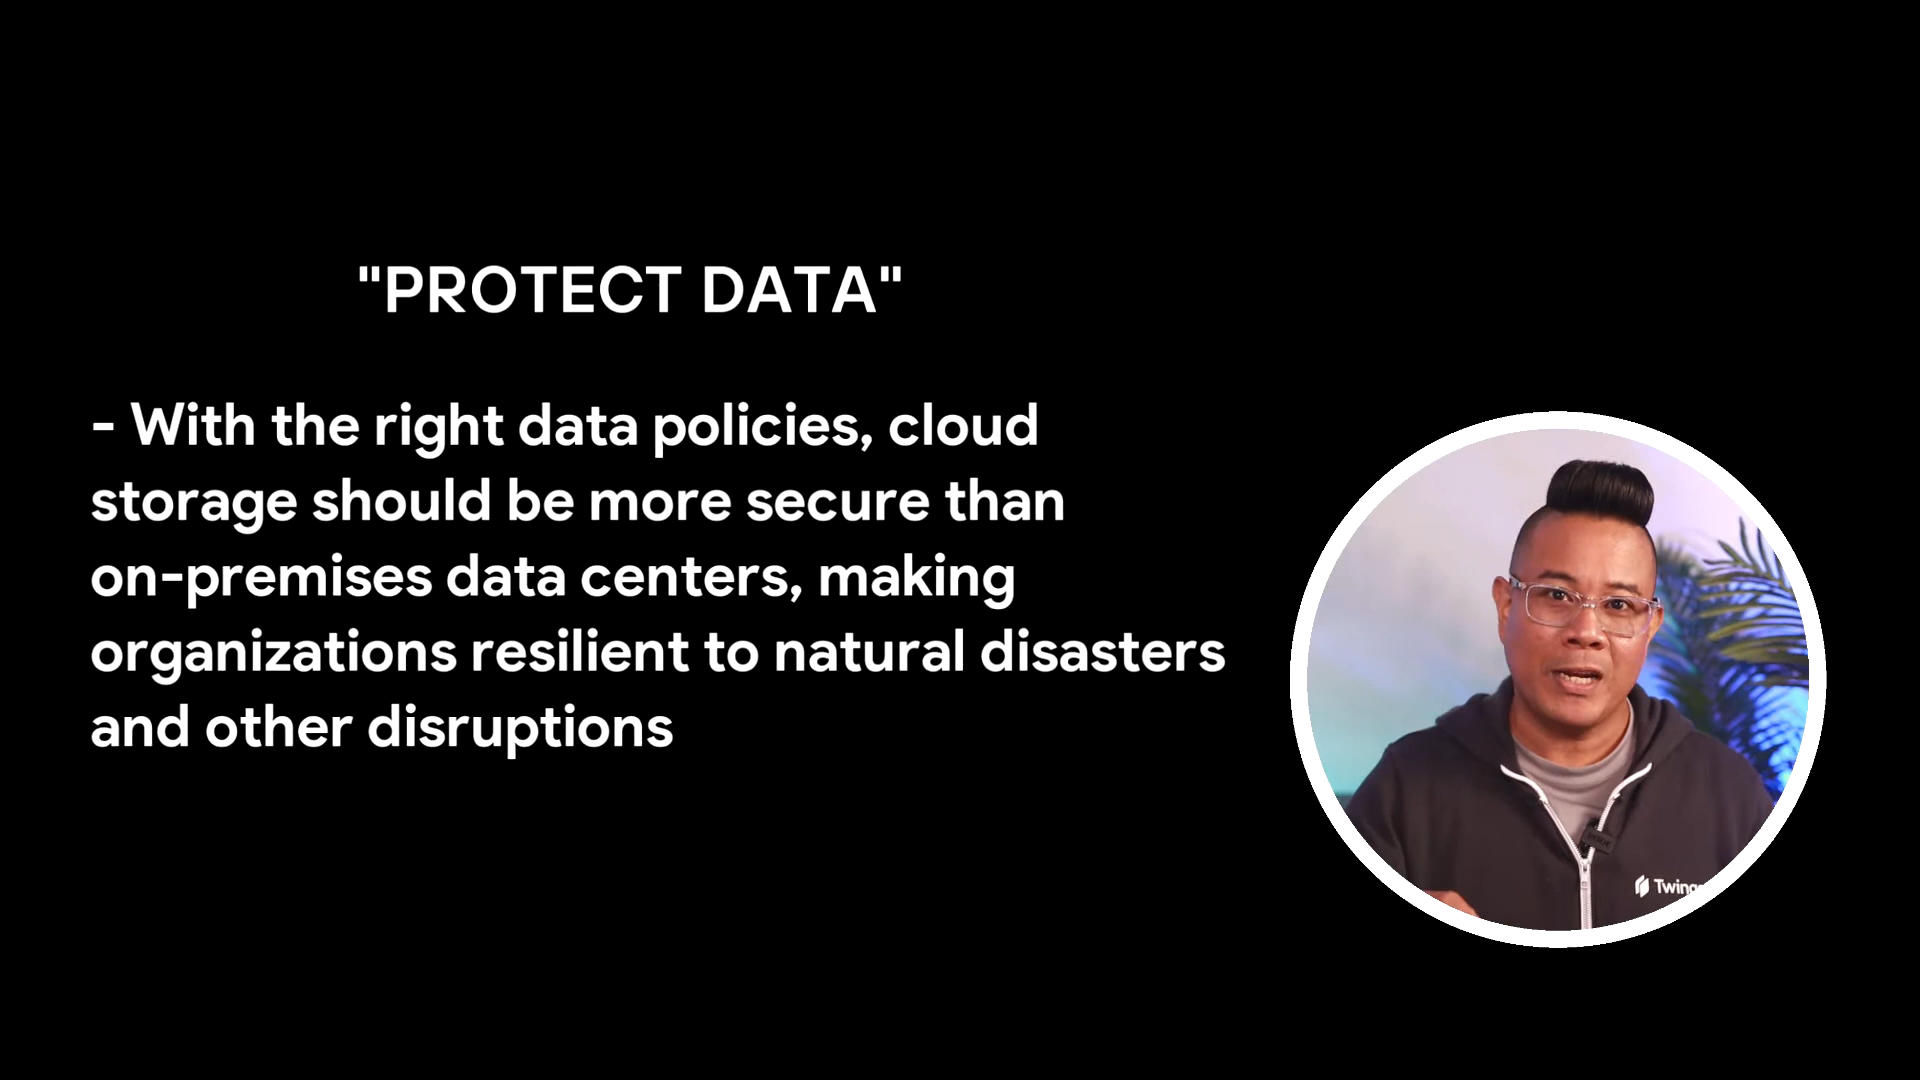 "PROTECT DATA"
- With the right data policies, cloud
storage should be more secure than
on-premises data centers, making
organizations resilient to natural disasters
and other disruptions